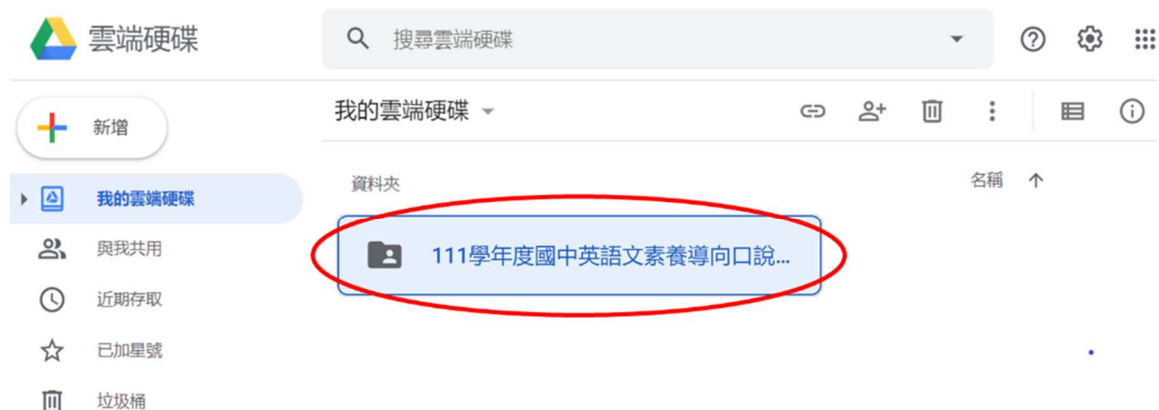 雲端硬碟
搜尋雲端硬碟
新增
我的雲端硬碟
與我共用
近期存取
已加星號
垃圾桶
我的雲端硬碟
資料夾
名稱
111學年度國中英語文素養導向口說...